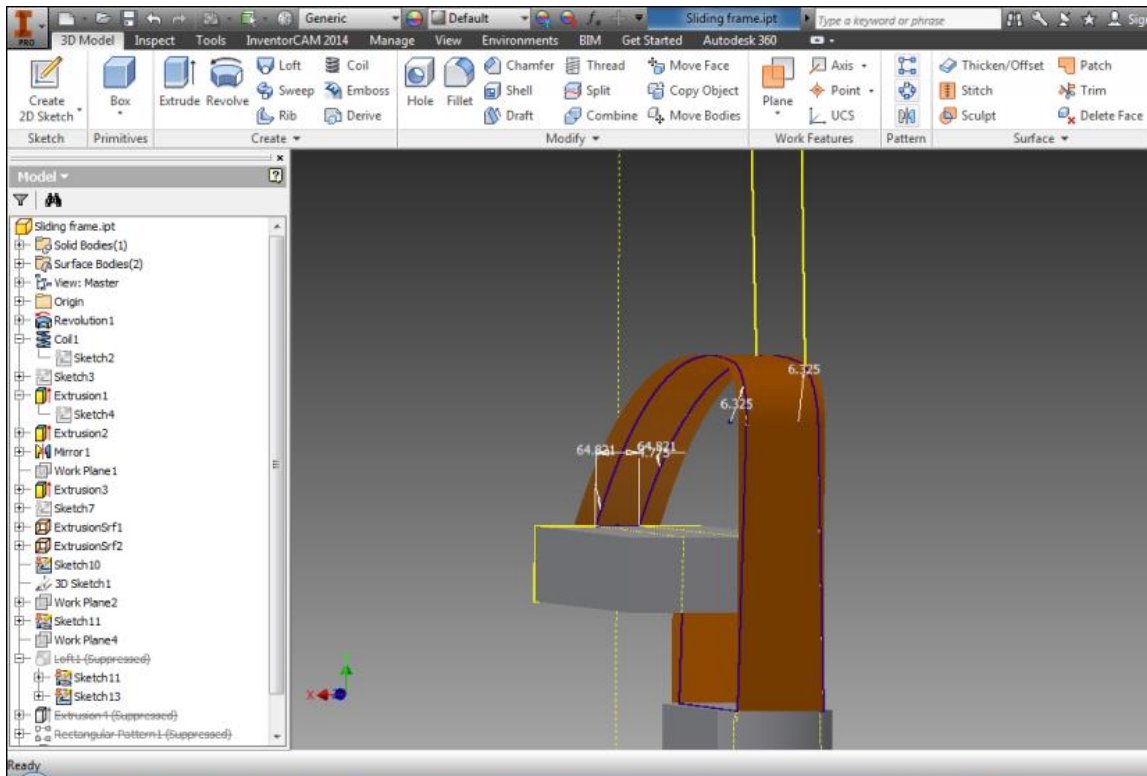 Generic
Default
Sliding frame.ipt
Type a keyword or phrase
Sig
PRO
3D Model Inspect Tools InventorCAM 2014 Manage View Environments BIM Get Started Autodesk 360
Create 2D Sketch
Box
Extrude Revolve
Loft Coil
Sweep Emboss
Rib Derive
Hole Fillet
Chamfer Thread Move Face
Shell Split Copy Object
Draft Combine Move Bodies
Plane
Axis
Point
UCS
Thicken/Offset Patch
Stitch Trim
Sculpt Delete Face
Sketch Primitives Create Modify Work Features Pattern Surface
Model
Sliding frame.ipt
Solid Bodies(1)
Surface Bodies(2)
View: Master
Origin
Revolution1
Coil1
Sketch2
Sketch3
Extrusion1
Sketch4
Extrusion2
Mirror1
Work Plane1
Extrusion3
Sketch7
ExtrusionSrf1
ExtrusionSrf2
Sketch10
3D Sketch1
Work Plane2
Sketch11
Work Plane4
Loft1 (Suppressed)
Sketch11
Sketch13
Extrusion4 (Suppressed)
Rectangular Pattern1 (Suppressed)
6.325
6.325
64.821
64.821
4.775
Y
X
Ready